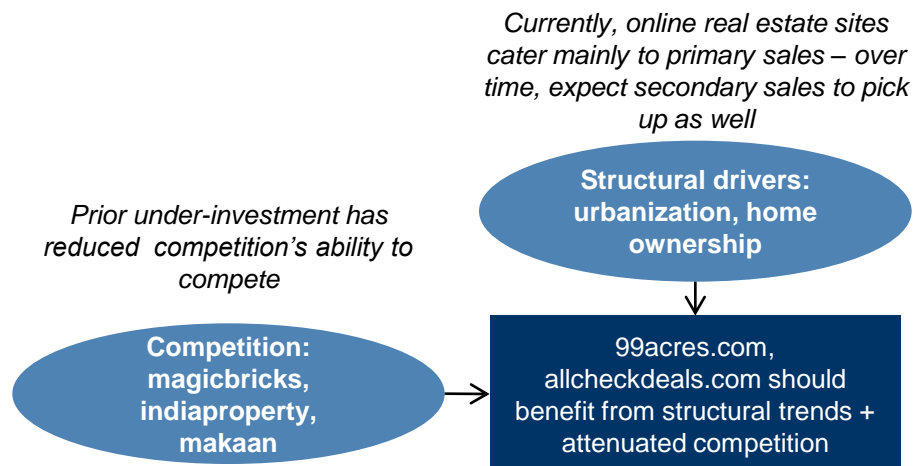 Currently, online real estate sites
cater mainly to primary sales – over
time, expect secondary sales to pick
up as well
Structural drivers:
urbanization, home
ownership
Prior under-investment has
reduced competition's ability to
compete
Competition:
magicbricks,
indiaproperty,
makaan
99acres.com,
allcheckdeals.com should
benefit from structural trends +
attenuated competition